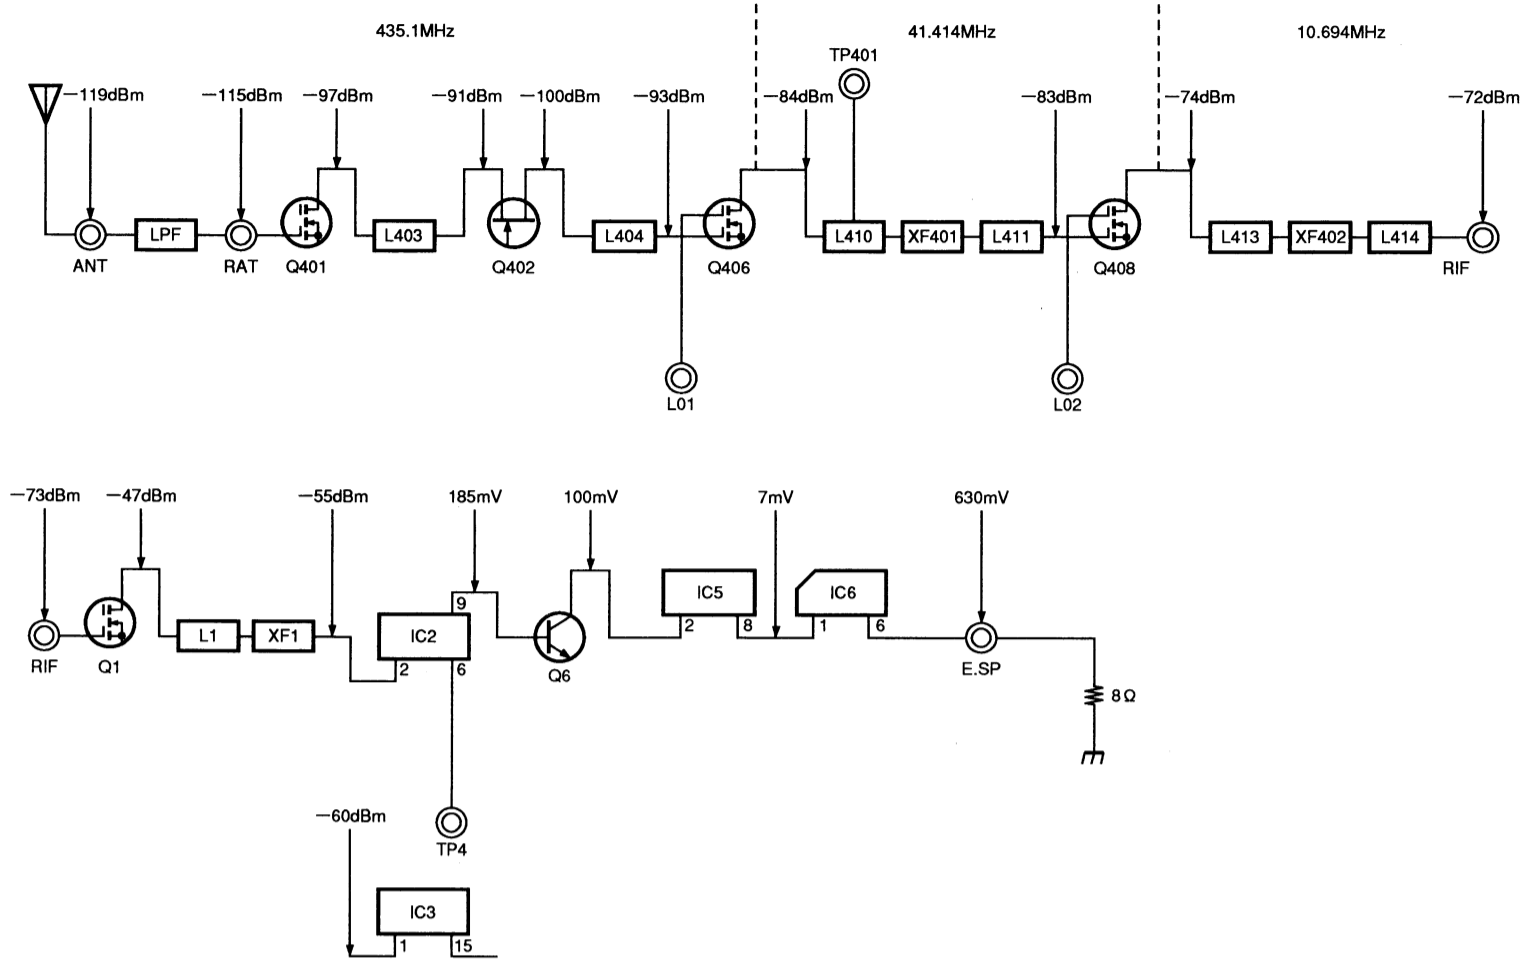 435.1MHz 41.414MHz 10.694MHz
TP401
—119dBm —115dBm —97dBm —91dBm —100dBm —93dBm —84dBm —83dBm —74dBm —72dBm
LPF L403 L404 L410 XF401 L411 L413 XF402 L414
ANT RAT Q401 Q402 Q406 Q408 RIF
L01 L02
—73dBm —47dBm —55dBm 185mV 100mV 7mV 630mV
IC5 IC6
9
2 8 1 6
L1 XF1 IC2
RIF Q1 2 6 Q6 E.SP
8Ω
—60dBm
TP4
IC3
1 15